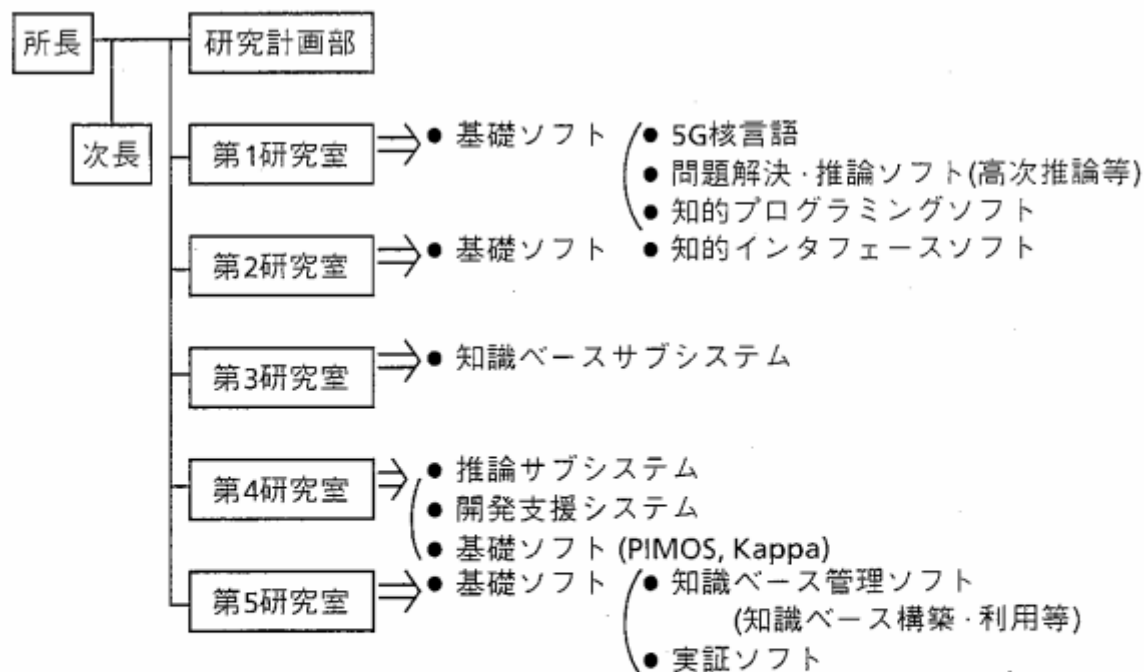 所長
研究計画部
次長
第1研究室
● 基礎ソフト
● 5G核言語
● 問題解決・推論ソフト(高次推論等)
● 知的プログラミングソフト
第2研究室
● 基礎ソフト
● 知的インタフェースソフト
第3研究室
● 知識ベースサブシステム
第4研究室
● 推論サブシステム
● 開発支援システム
● 基礎ソフト (PIMOS, Kappa)
第5研究室
● 基礎ソフト
● 知識ベース管理ソフト
(知識ベース構築・利用等)
● 実証ソフト